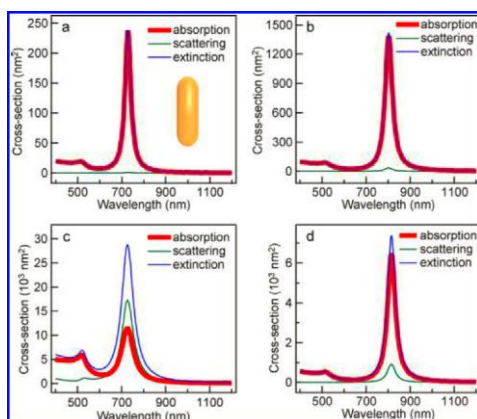 a
absorption
scattering
extinction
250
200
150
100
50
0
Cross-section (nm²)
500 700 900 1100
Wavelength (nm)
b
absorption
scattering
extinction
1500
1200
900
600
300
0
Cross-section (nm²)
500 700 900 1100
Wavelength (nm)
c
absorption
scattering
extinction
30
25
20
15
10
5
0
Cross-section (10³ nm²)
500 700 900 1100
Wavelength (nm)
d
absorption
scattering
extinction
6
4
2
0
Cross-section (10³ nm²)
500 700 900 1100
Wavelength (nm)